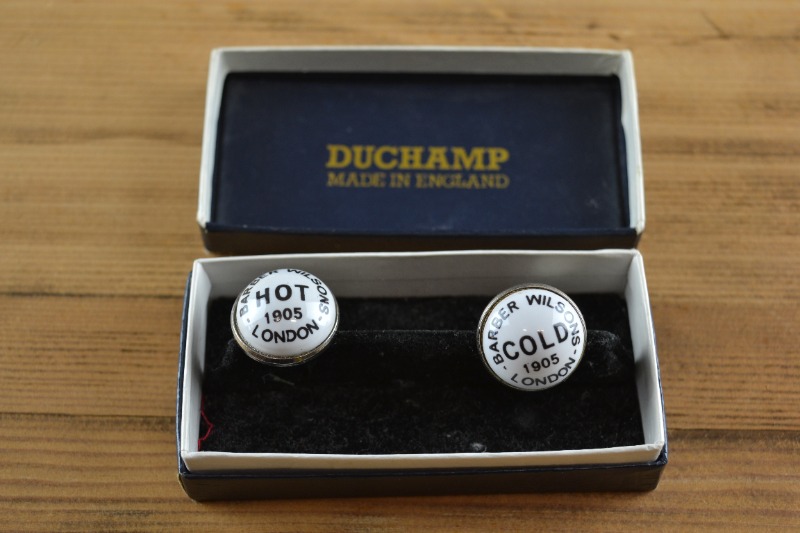 DUCHAMP
MADE IN ENGLAND
BARBER WILSONS
HOT
1905
LONDON
BARBER WILSONS
COLD
1905
LONDON